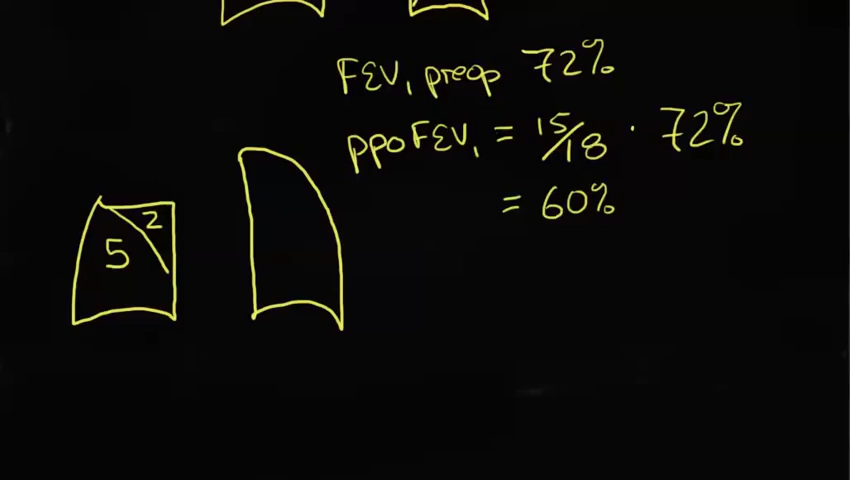 FEV₁ preop 72%
ppoFEV₁ = 15/18 · 72%
= 60%
2
5